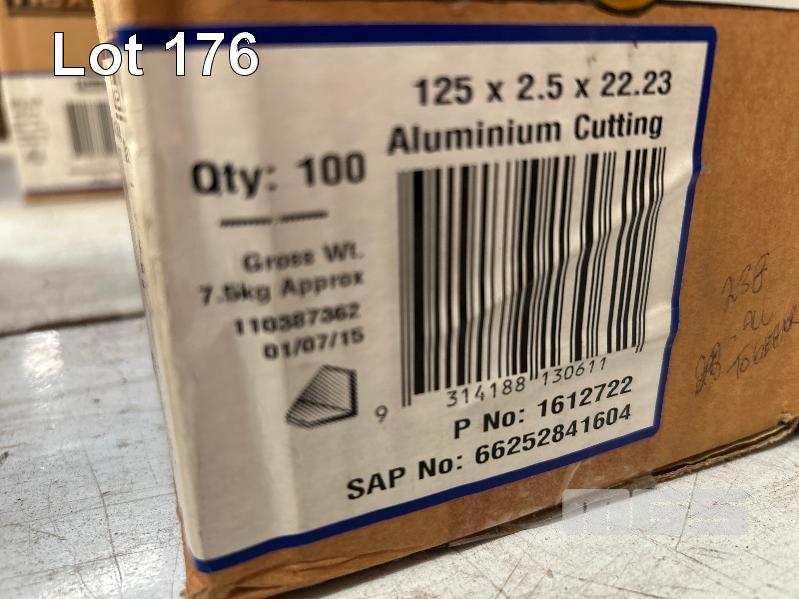 Lot 176
125 x 2.5 x 22.23
Aluminium Cutting
Qty: 100
Gross Wt.
7.5kg Approx
110387362
01/07/15
9 314188 130611
P No: 1612722
SAP No: 66252841604
MGS